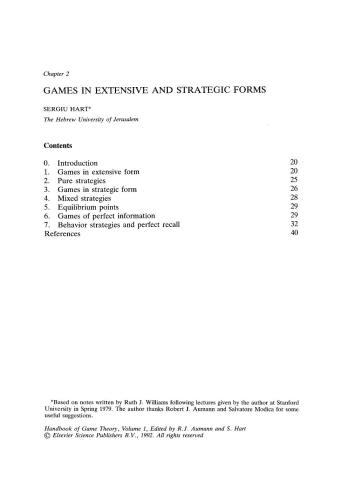 Chapter 2
GAMES IN EXTENSIVE AND STRATEGIC FORMS
SERGIU HART*
The Hebrew University of Jerusalem
Contents
0. Introduction 20
1. Games in extensive form 20
2. Pure strategies 25
3. Games in strategic form 26
4. Mixed strategies 28
5. Equilibrium points 29
6. Games of perfect information 29
7. Behavior strategies and perfect recall 32
References 40
*Based on notes written by Ruth J. Williams following lectures given by the author at Stanford
University in Spring 1979. The author thanks Robert J. Aumann and Salvatore Modica for some
useful suggestions.
Handbook of Game Theory, Volume 1, Edited by R.J. Aumann and S. Hart
© Elsevier Science Publishers B.V., 1992. All rights reserved